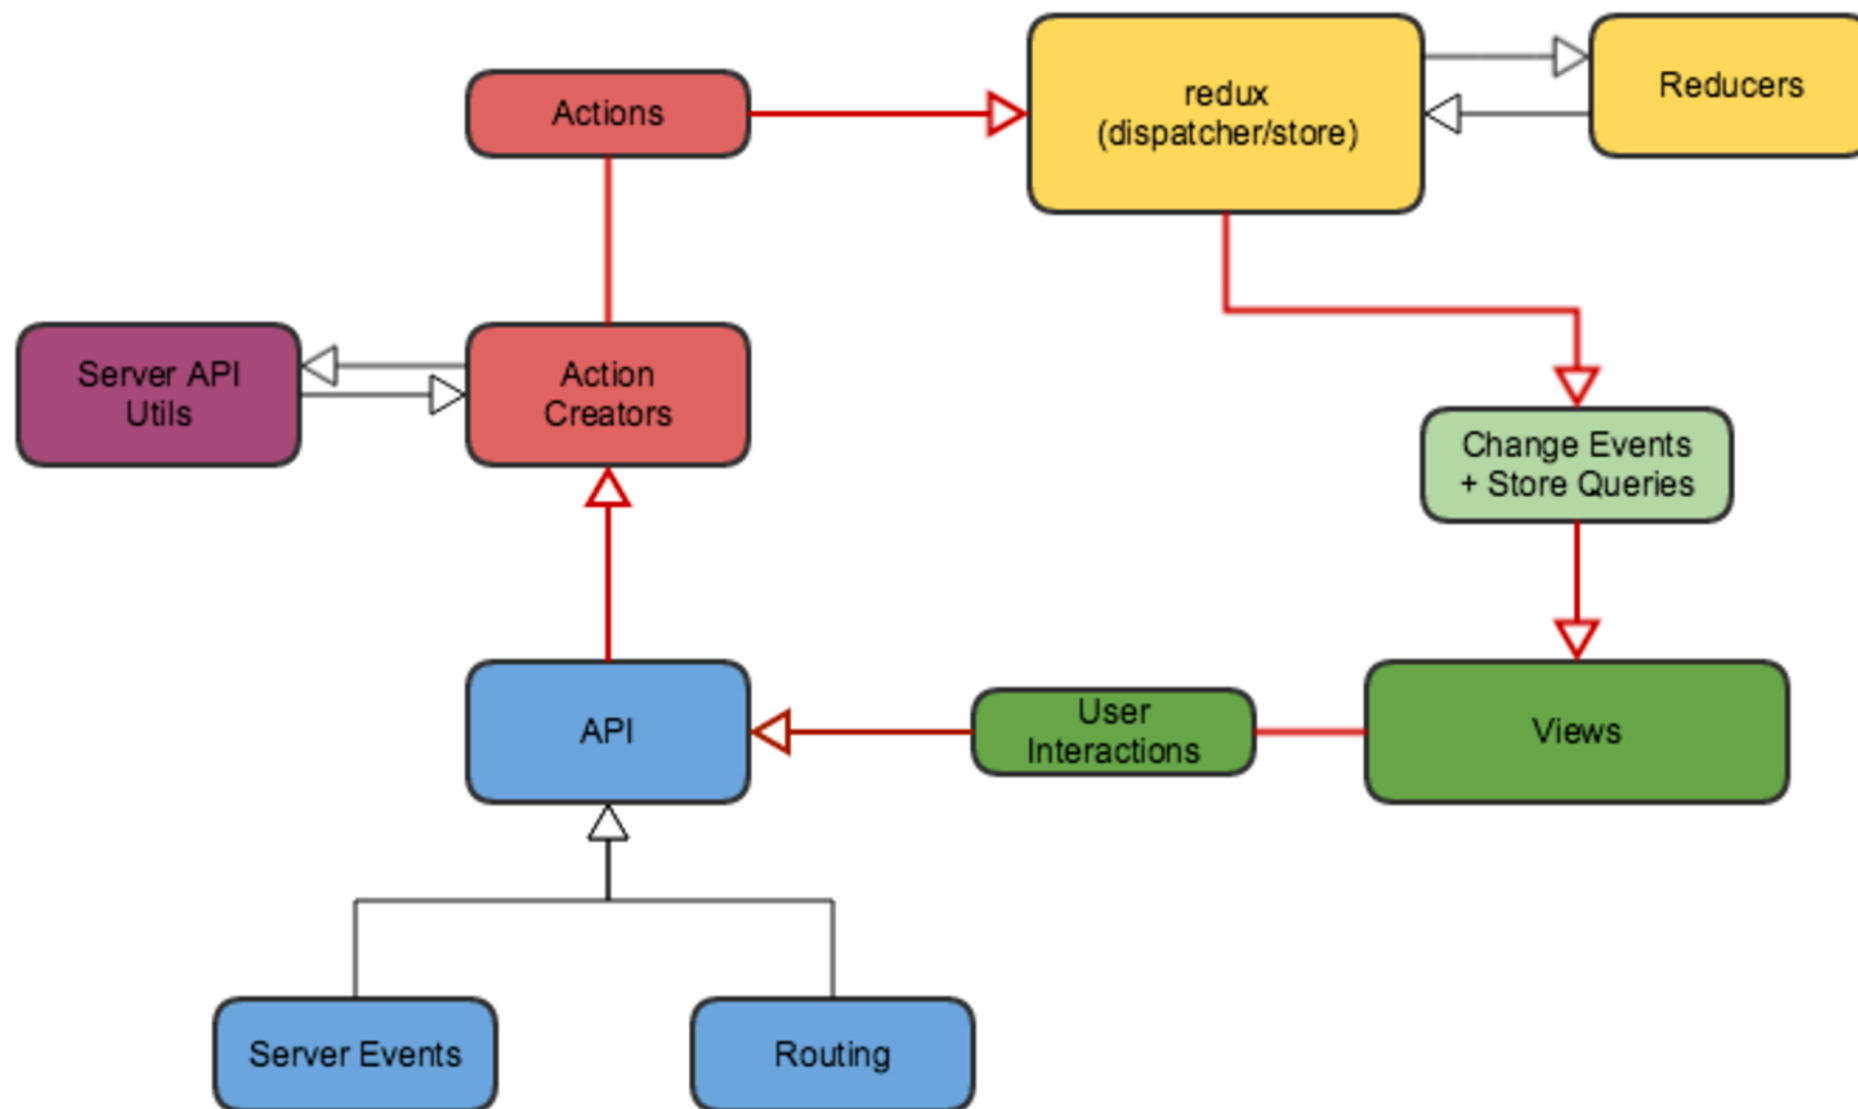 Actions
redux
(dispatcher/store)
Reducers
Server API
Utils
Action
Creators
Change Events
+ Store Queries
API
User
Interactions
Views
Server Events
Routing